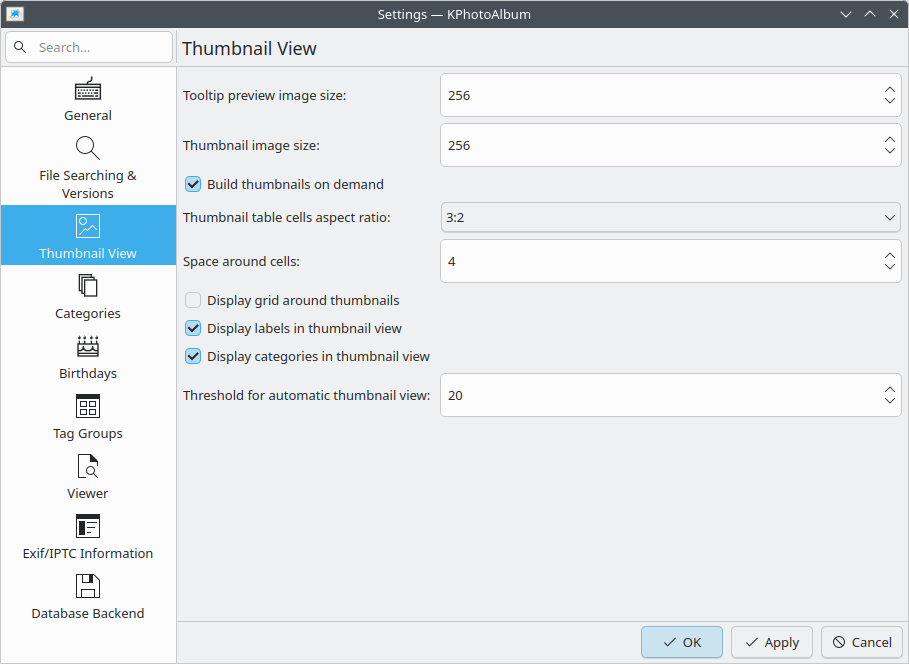 Settings — KPhotoAlbum
Search...
Thumbnail View
General
File Searching &
Versions
Thumbnail View
Categories
Birthdays
Tag Groups
Viewer
Exif/IPTC Information
Database Backend
Tooltip preview image size: 256
Thumbnail image size: 256
Build thumbnails on demand
Thumbnail table cells aspect ratio: 3:2
Space around cells: 4
Display grid around thumbnails
Display labels in thumbnail view
Display categories in thumbnail view
Threshold for automatic thumbnail view: 20
OK Apply Cancel